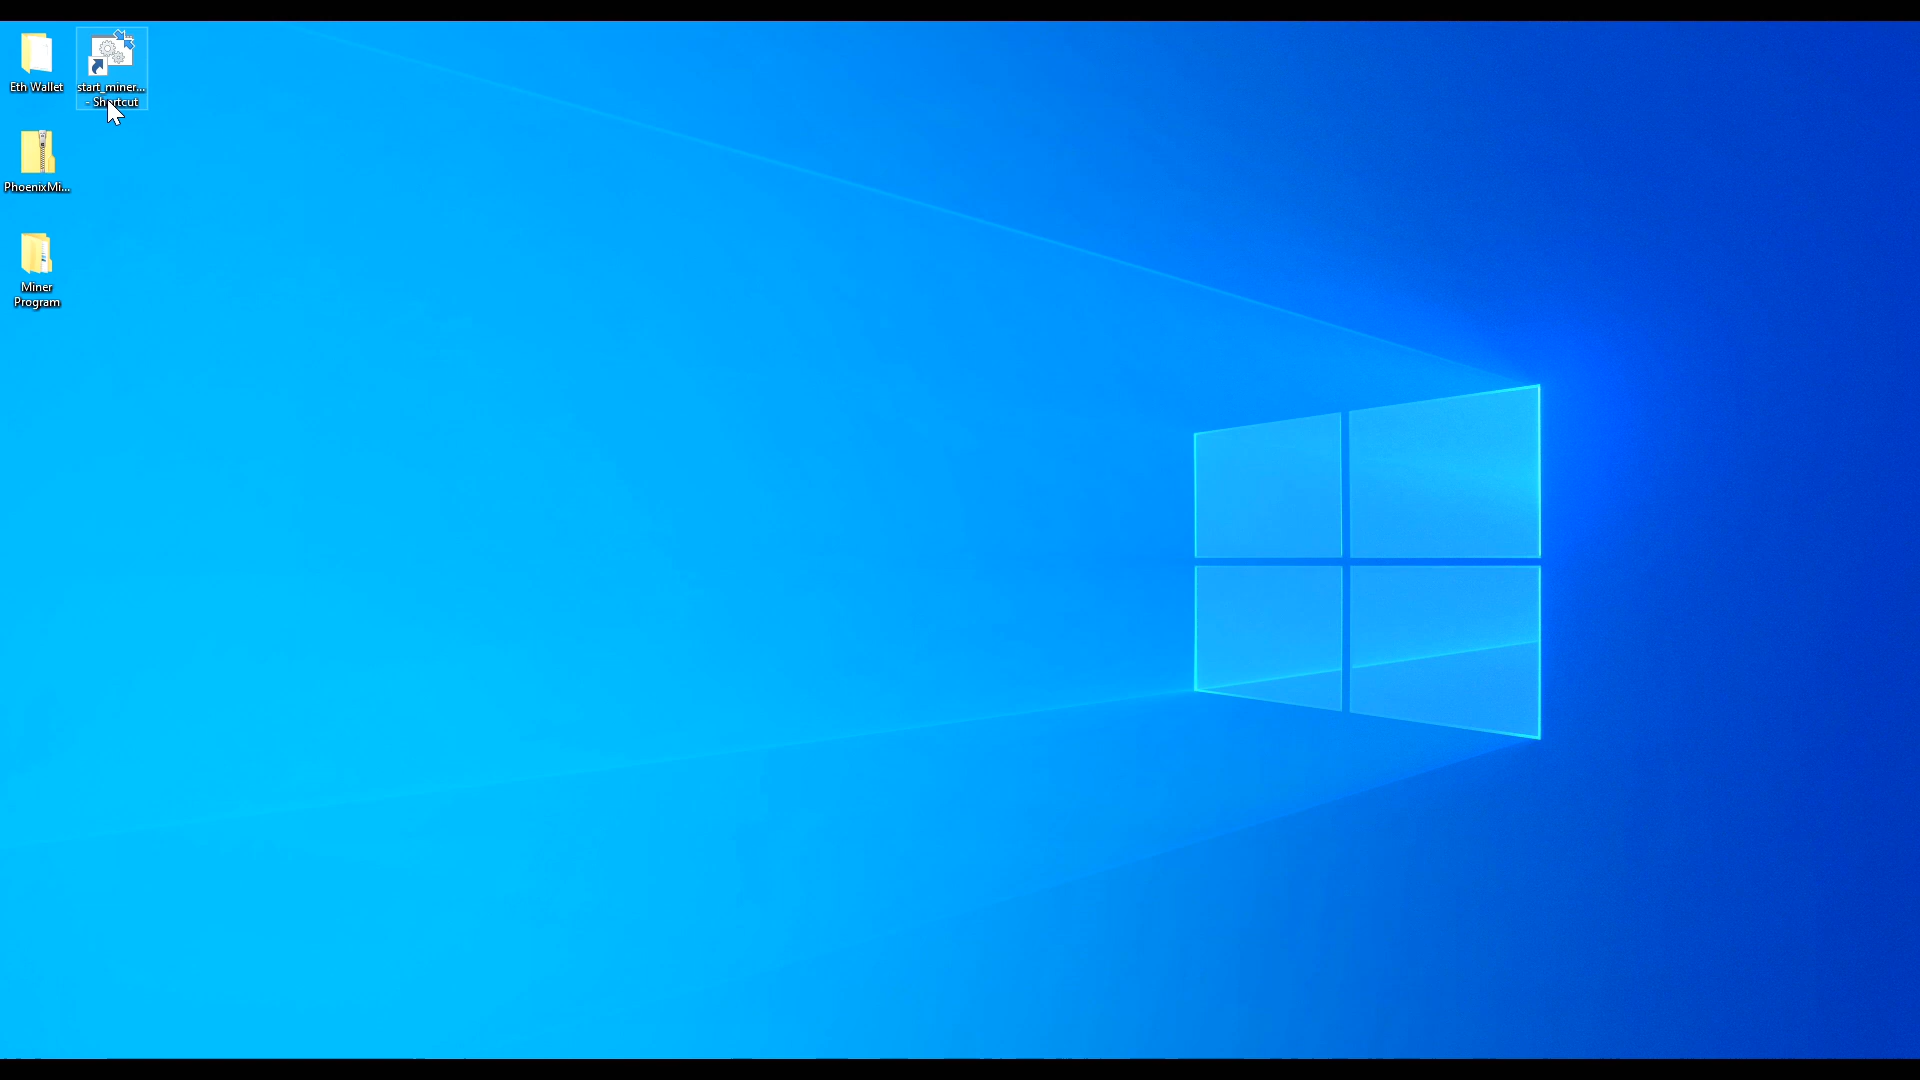 Eth Wallet
start_miner...
- Shortcut
PhoenixMi...
Miner
Program